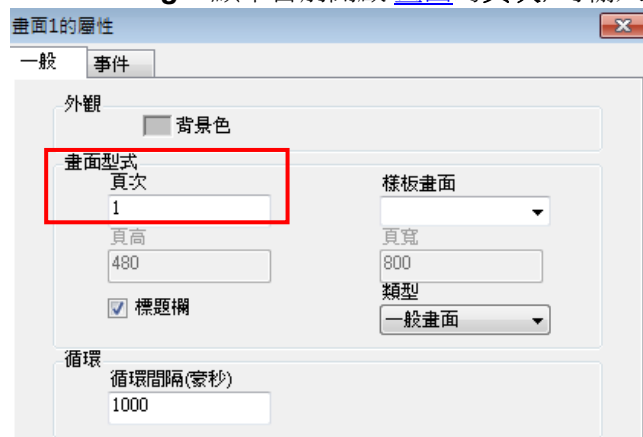 畫面1的屬性
一般 事件
外觀
背景色
畫面型式
頁次 樣板畫面
1
頁高 頁寬
480 800
標題欄 類型
一般畫面
循環
循環間隔(豪秒)
1000